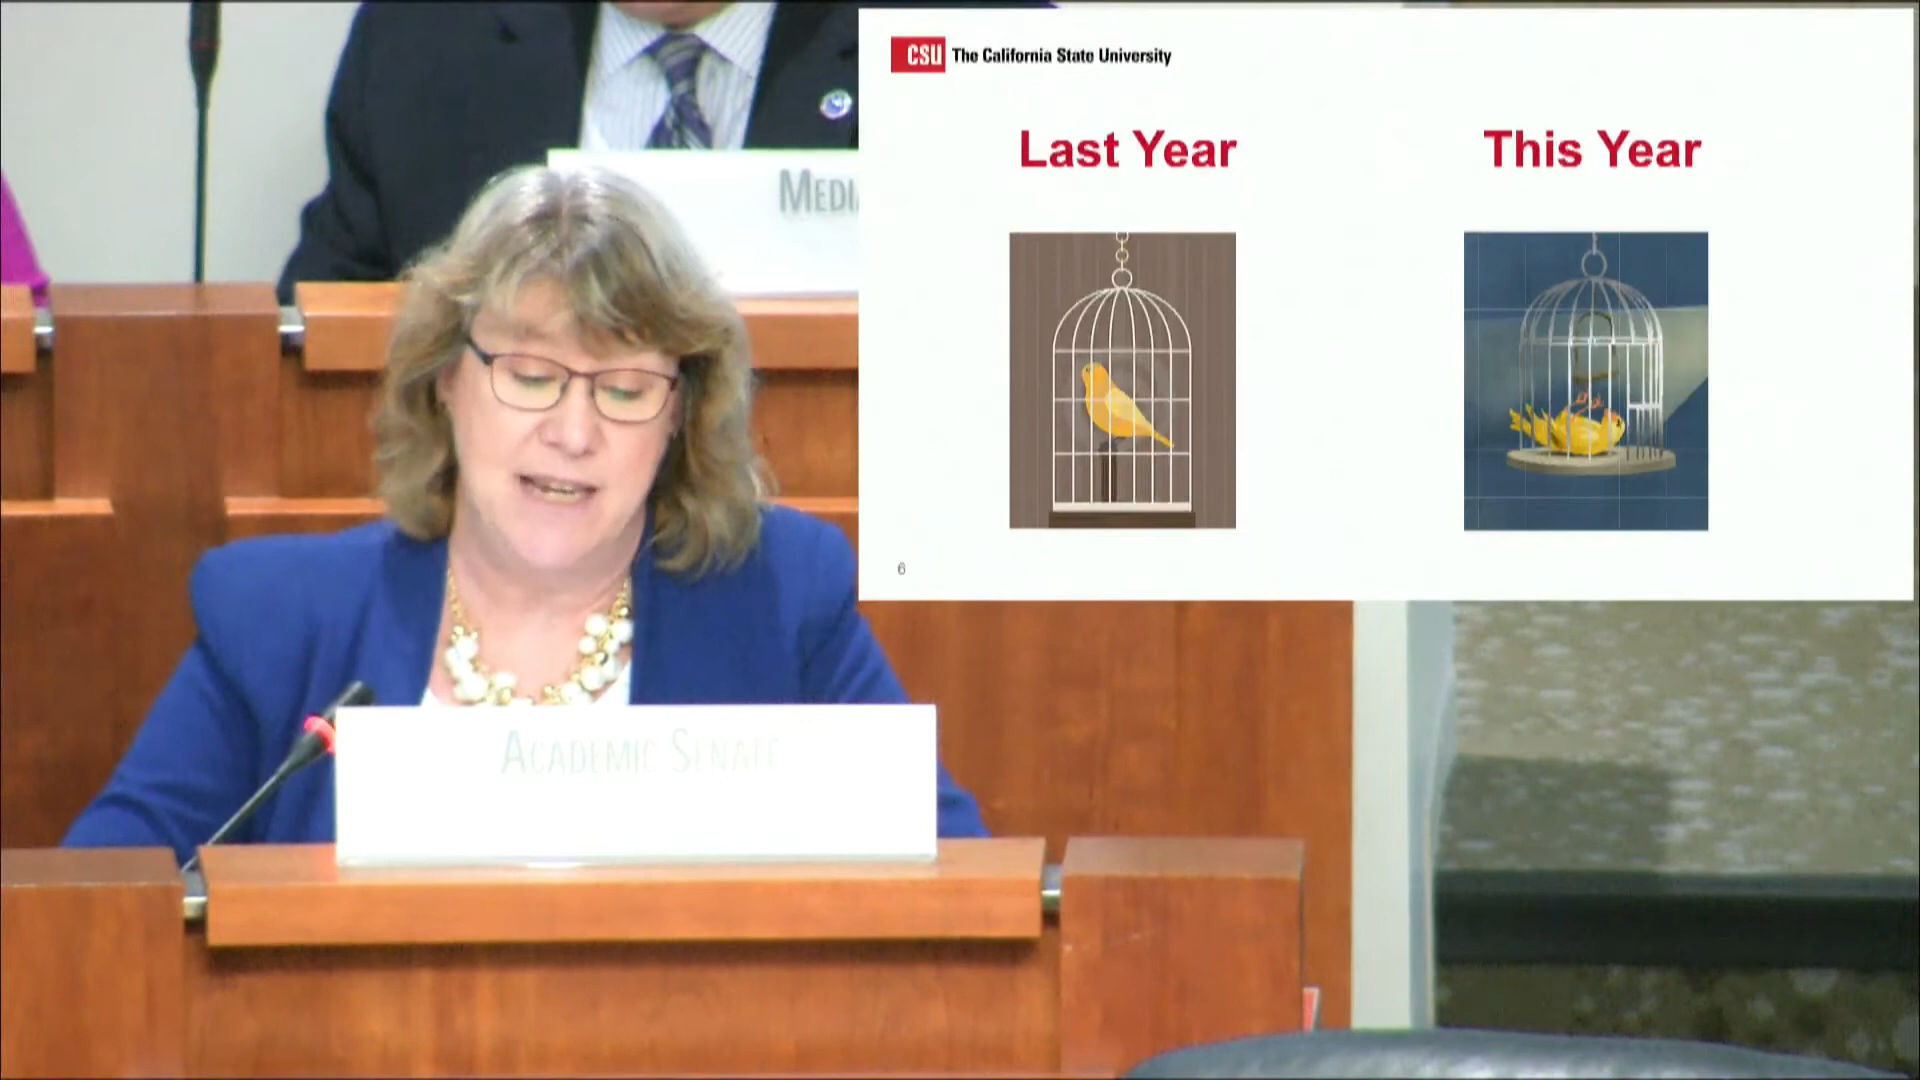 MEDI
CSU The California State University
Last Year
This Year
6
ACADEMIC SENATE